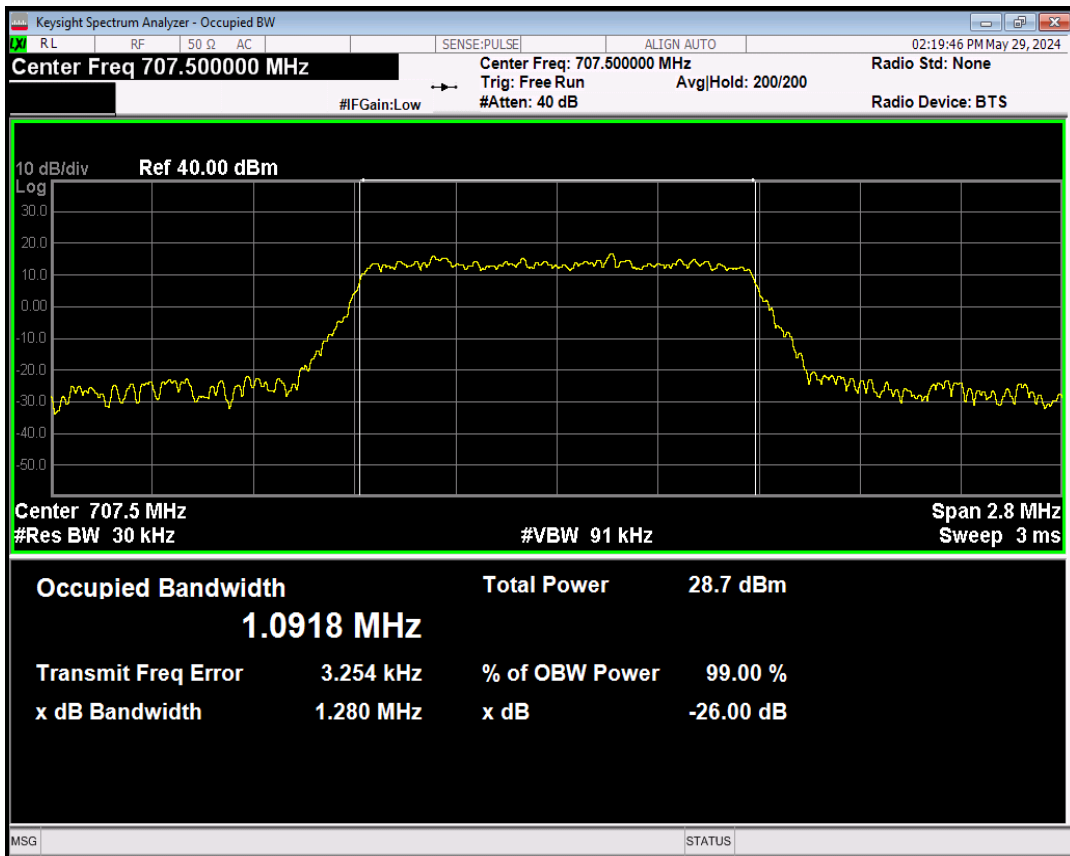 Keysight Spectrum Analyzer - Occupied BW
LXI RL RF 50 Ω AC SENSE:PULSE ALIGN AUTO 02:19:46 PM May 29, 2024
Center Freq 707.500000 MHz Center Freq: 707.500000 MHz Radio Std: None
Trig: Free Run Avg|Hold: 200/200
#IFGain:Low #Atten: 40 dB Radio Device: BTS
10 dB/div Ref 40.00 dBm
Log
30.0
20.0
10.0
0.00
-10.0
-20.0
-30.0
-40.0
-50.0
Center 707.5 MHz Span 2.8 MHz
#Res BW 30 kHz #VBW 91 kHz Sweep 3 ms
Occupied Bandwidth Total Power 28.7 dBm
1.0918 MHz
Transmit Freq Error 3.254 kHz % of OBW Power 99.00 %
x dB Bandwidth 1.280 MHz x dB -26.00 dB
MSG STATUS